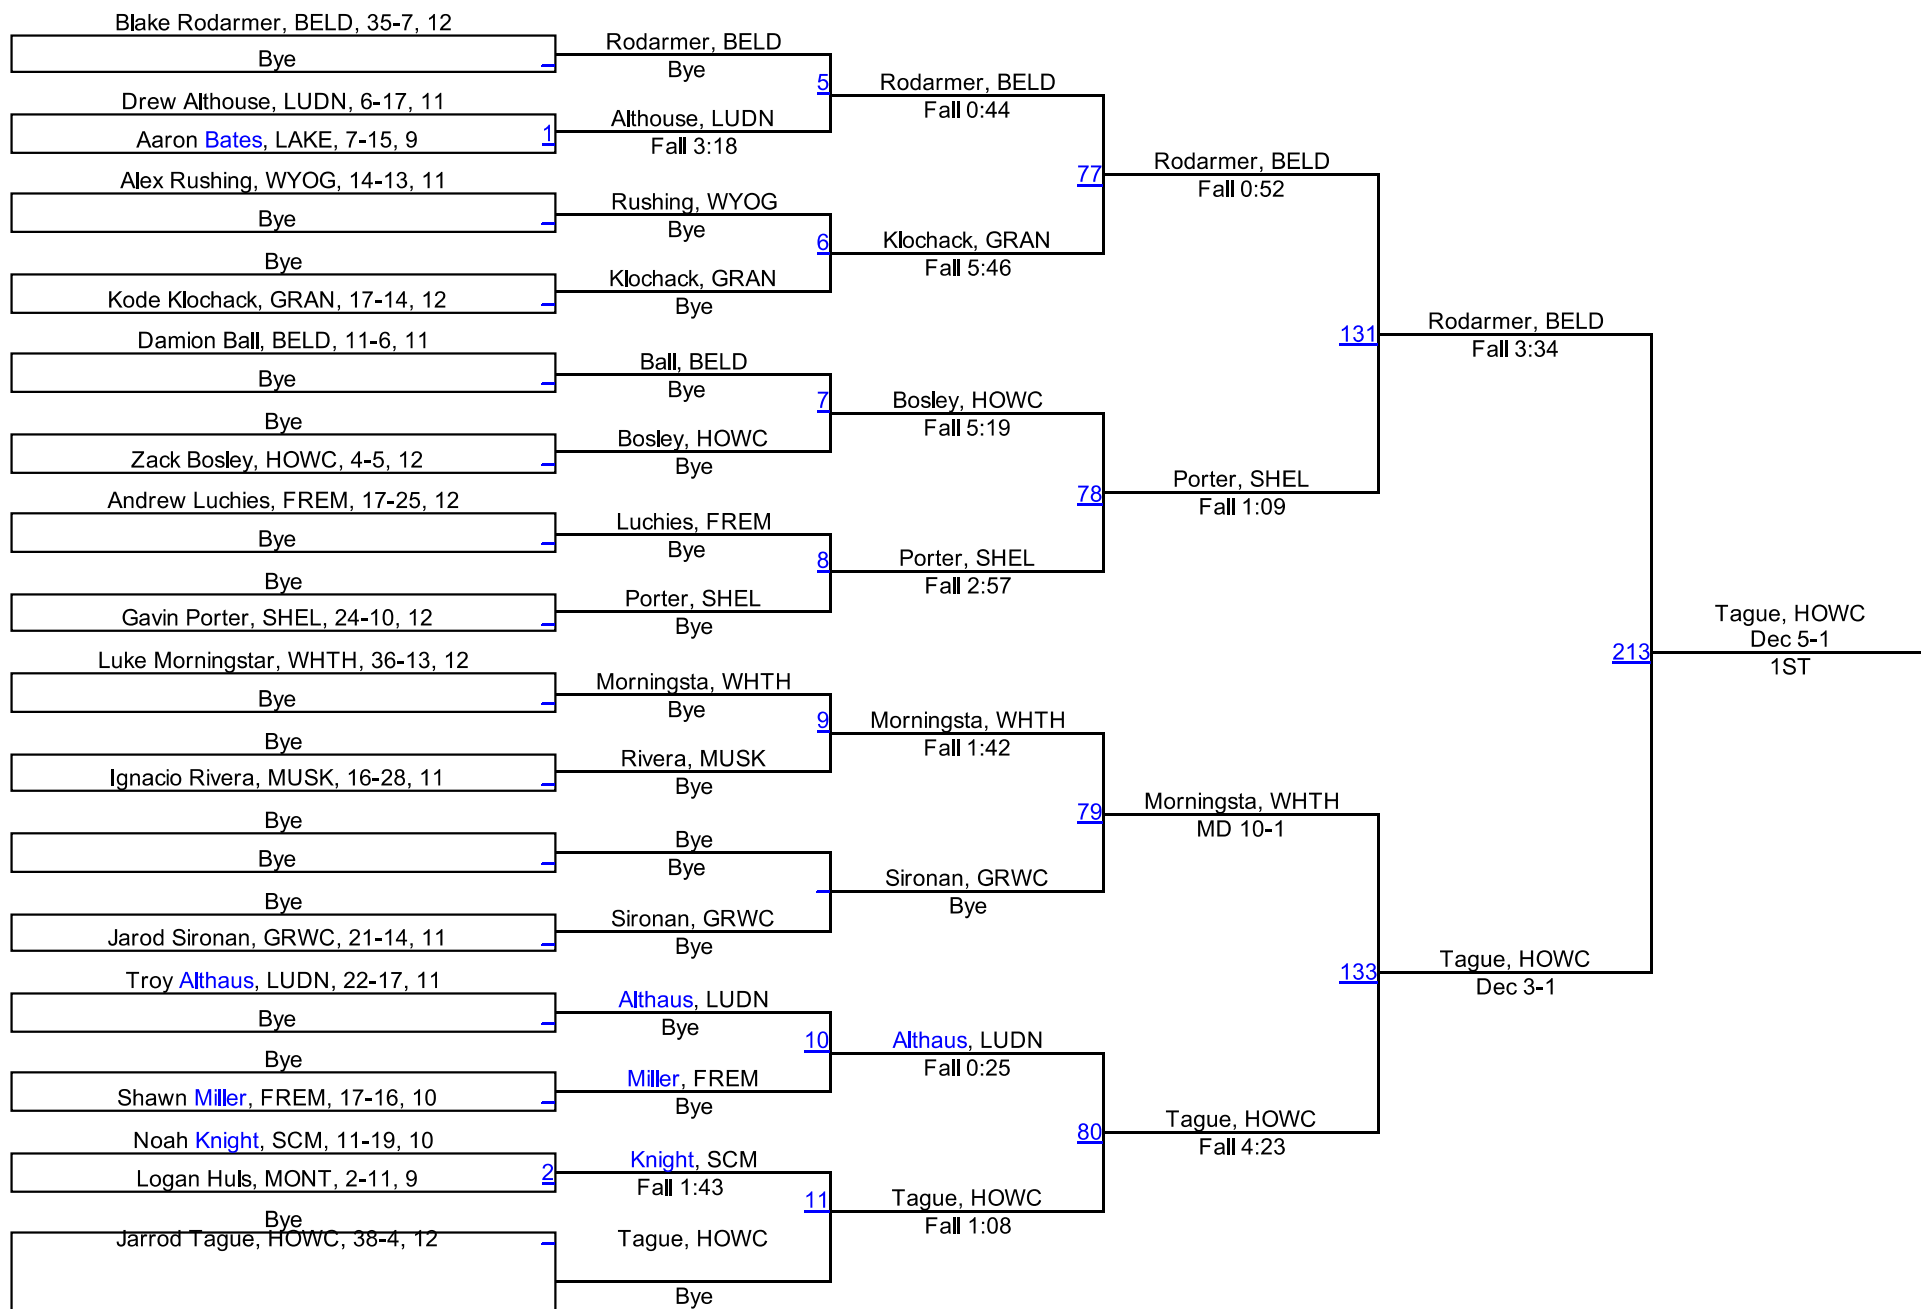 Blake Rodarmer, BELD, 35-7, 12
Bye
Drew Althouse, LUDN, 6-17, 11
Aaron Bates, LAKE, 7-15, 9
1
Alex Rushing, WYOG, 14-13, 11
Bye
Bye
Kode Klochack, GRAN, 17-14, 12
Damion Ball, BELD, 11-6, 11
Bye
Bye
Zack Bosley, HOWC, 4-5, 12
Andrew Luchies, FREM, 17-25, 12
Bye
Bye
Gavin Porter, SHEL, 24-10, 12
Luke Morningstar, WHTH, 36-13, 12
Bye
Bye
Ignacio Rivera, MUSK, 16-28, 11
Bye
Bye
Bye
Jarod Sironan, GRWC, 21-14, 11
Troy Althaus, LUDN, 22-17, 11
Bye
Bye
Shawn Miller, FREM, 17-16, 10
Noah Knight, SCM, 11-19, 10
Logan Huls, MONT, 2-11, 9
2
Bye
Jarrod Tague, HOWC, 38-4, 12
Rodarmer, BELD
Bye
5
Althouse, LUDN
Fall 3:18
Rushing, WYOG
Bye
6
Klochack, GRAN
Bye
Ball, BELD
Bye
7
Bosley, HOWC
Bye
Luchies, FREM
Bye
8
Porter, SHEL
Bye
Morningsta, WHTH
Bye
9
Rivera, MUSK
Bye
Bye
Bye
Sironan, GRWC
Bye
Althaus, LUDN
Bye
10
Miller, FREM
Bye
Knight, SCM
Fall 1:43
11
Tague, HOWC
Bye
Rodarmer, BELD
Fall 0:44
77
Klochack, GRAN
Fall 5:46
Bosley, HOWC
Fall 5:19
78
Porter, SHEL
Fall 2:57
Morningsta, WHTH
Fall 1:42
79
Sironan, GRWC
Bye
Althaus, LUDN
Fall 0:25
80
Tague, HOWC
Fall 1:08
Rodarmer, BELD
Fall 0:52
131
Porter, SHEL
Fall 1:09
Morningsta, WHTH
MD 10-1
133
Tague, HOWC
Fall 4:23
Rodarmer, BELD
Fall 3:34
213
Tague, HOWC
Dec 3-1
Tague, HOWC
Dec 5-1
1ST